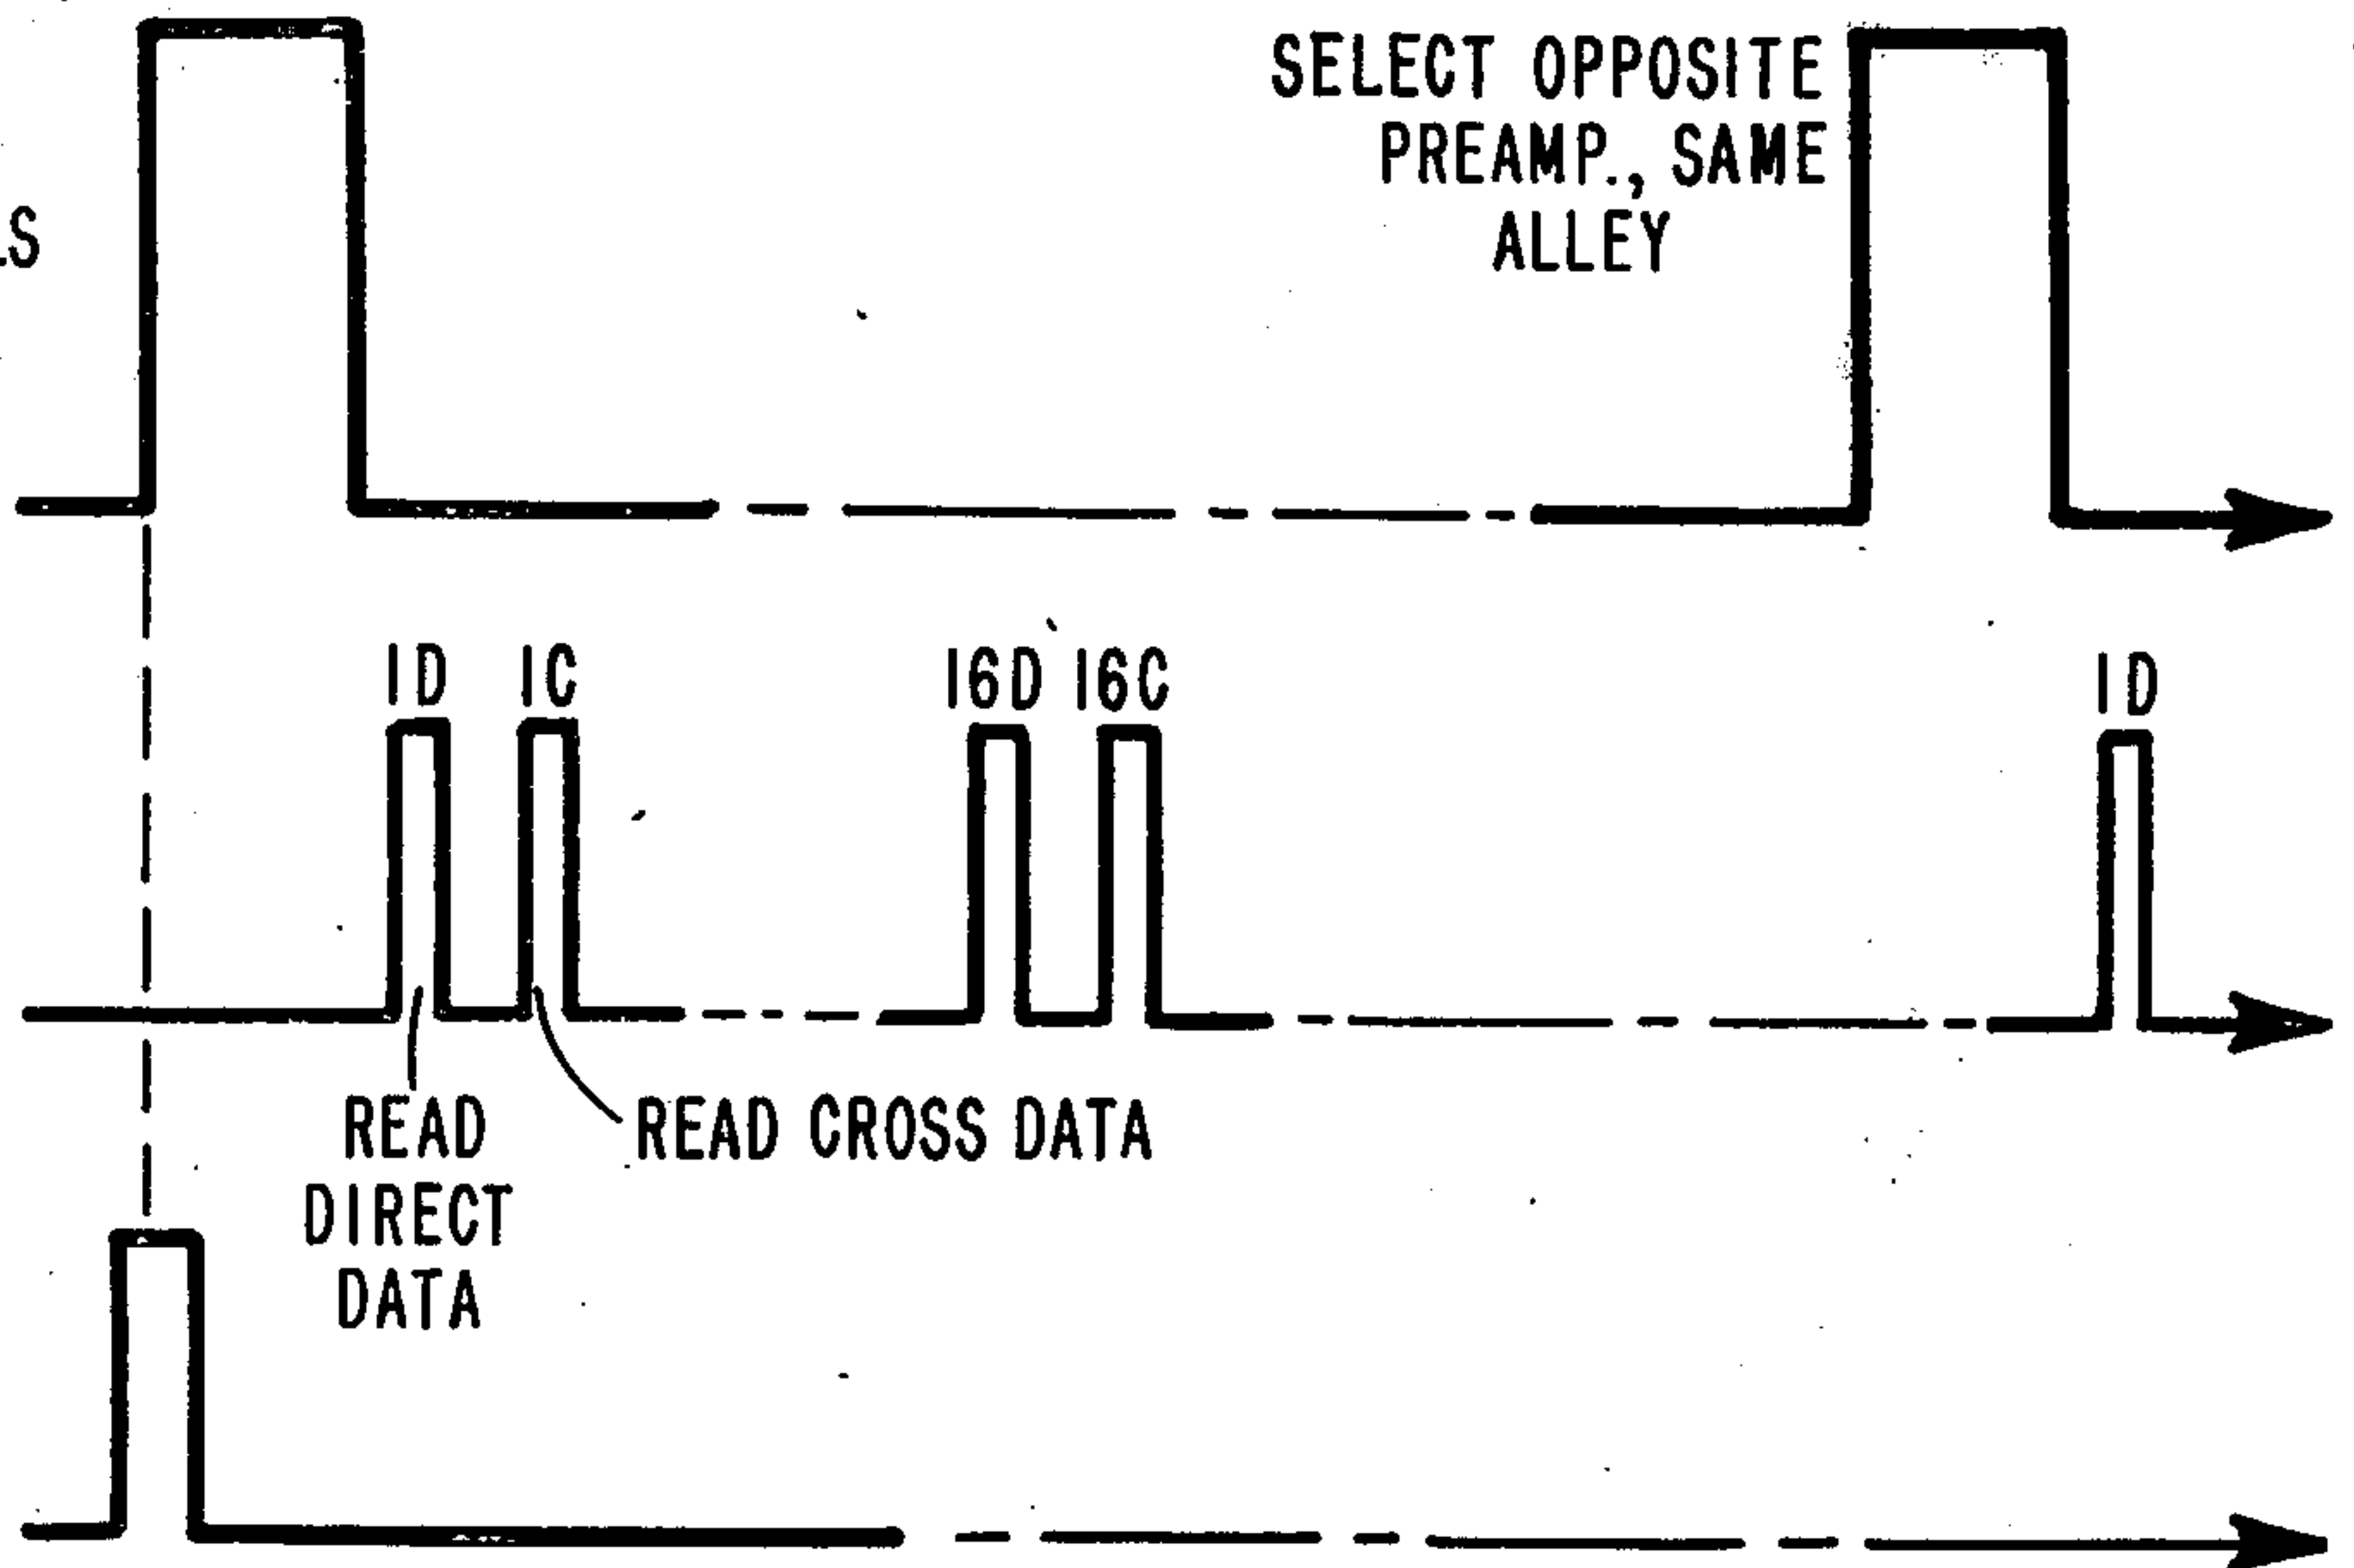 SELECT OPPOSITE
PREAMP., SAME
ALLEY
1D 1C 16D 16C 1D
READ
DIRECT
DATA
READ CROSS DATA